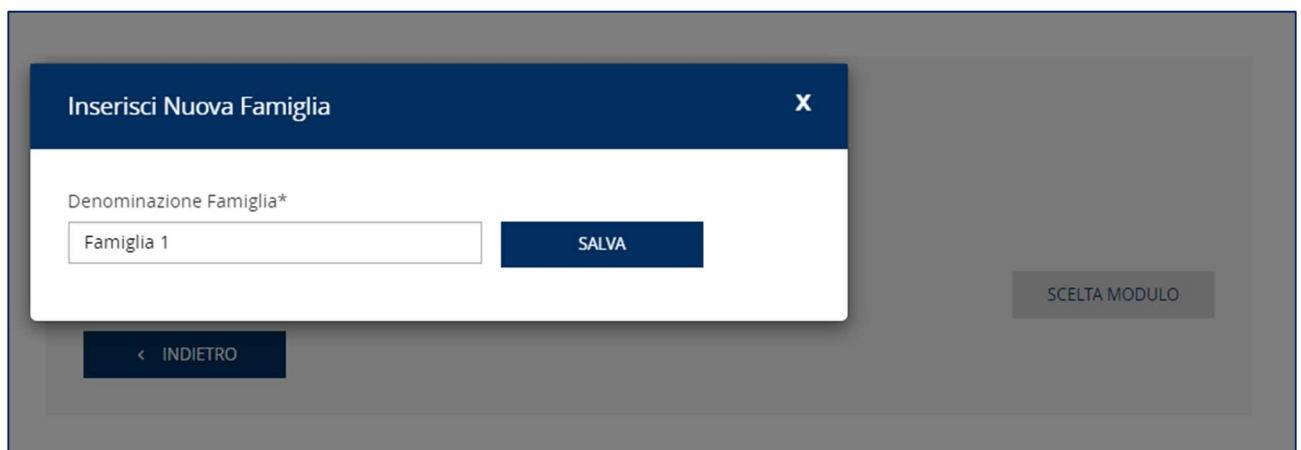 Inserisci Nuova Famiglia x
Denominazione Famiglia*
Famiglia 1 SALVA
SCELTA MODULO
< INDIETRO